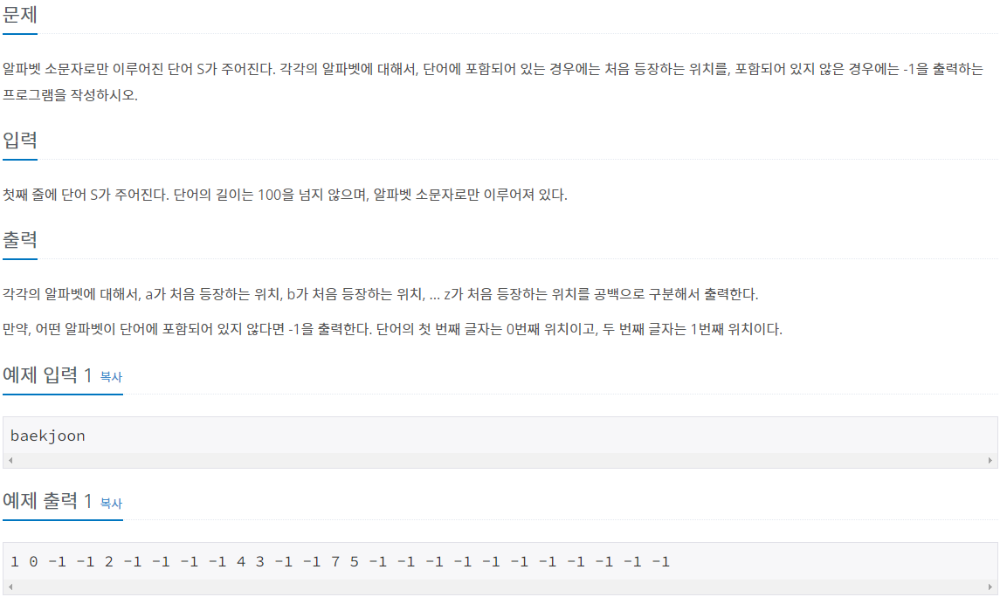 문제
알파벳 소문자로만 이루어진 단어 S가 주어진다. 각각의 알파벳에 대해서, 단어에 포함되어 있는 경우에는 처음 등장하는 위치를, 포함되어 있지 않은 경우에는 -1을 출력하는
프로그램을 작성하시오.
입력
첫째 줄에 단어 S가 주어진다. 단어의 길이는 100을 넘지 않으며, 알파벳 소문자로만 이루어져 있다.
출력
각각의 알파벳에 대해서, a가 처음 등장하는 위치, b가 처음 등장하는 위치, ... z가 처음 등장하는 위치를 공백으로 구분해서 출력한다.
만약, 어떤 알파벳이 단어에 포함되어 있지 않다면 -1을 출력한다. 단어의 첫 번째 글자는 0번째 위치이고, 두 번째 글자는 1번째 위치이다.
예제 입력 1 복사
baekjoon
예제 출력 1 복사
1 0 -1 -1 2 -1 -1 -1 -1 4 3 -1 -1 7 5 -1 -1 -1 -1 -1 -1 -1 -1 -1 -1 -1